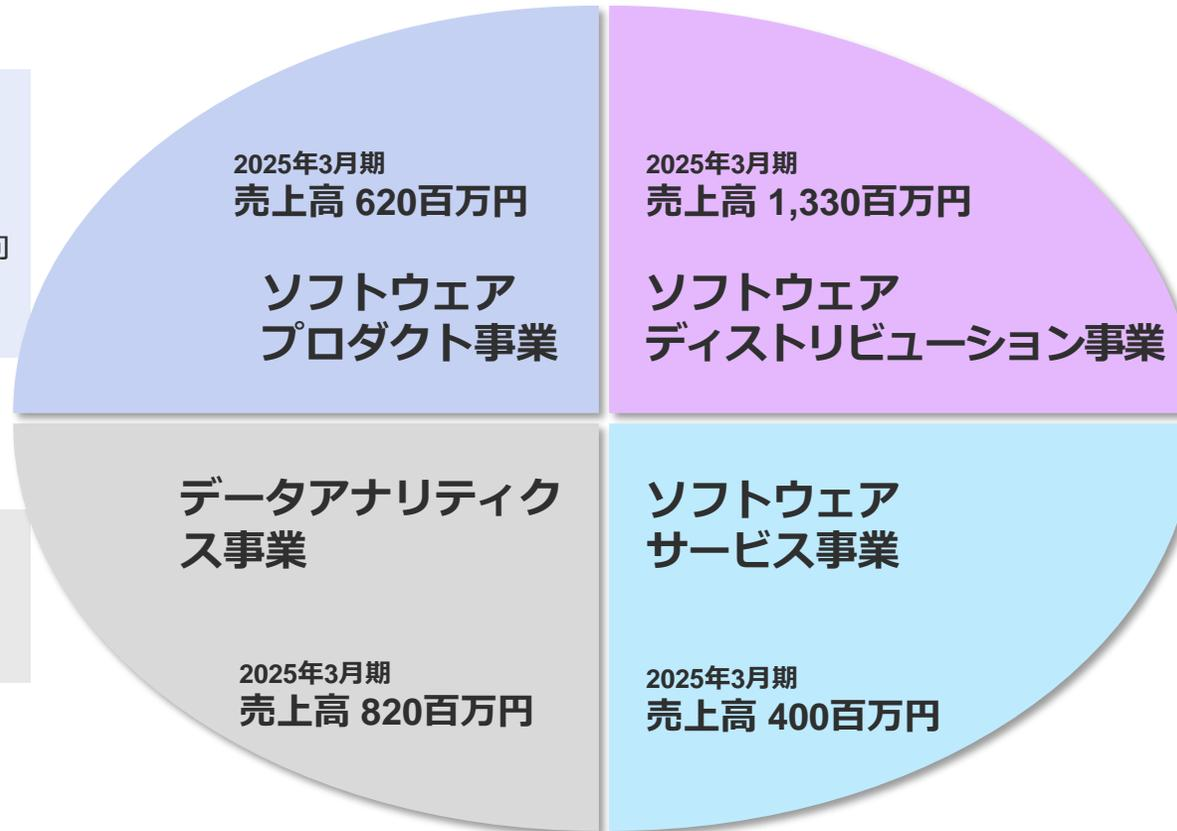 2025年3月期
売上高 620百万円
ソフトウェア
プロダクト事業
2025年3月期
売上高 1,330百万円
ソフトウェア
ディストリビューション事業
データアナリティク
ス事業
2025年3月期
売上高 820百万円
ソフトウェア
サービス事業
2025年3月期
売上高 400百万円